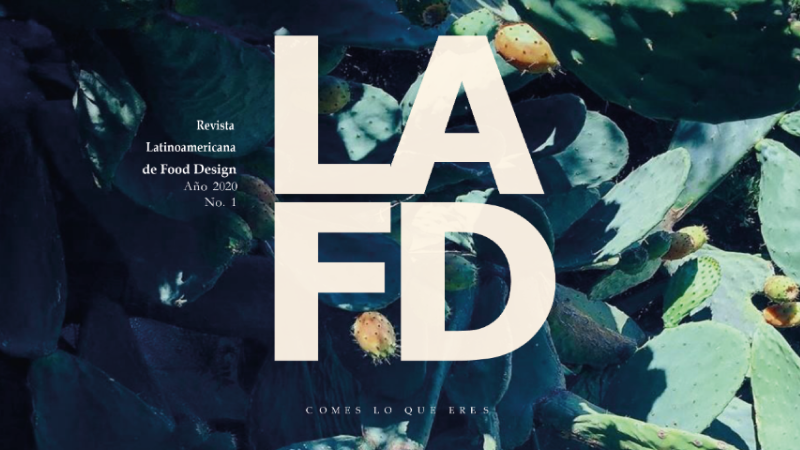 Revista
Latinoamericana
de Food Design
Año 2020
No. 1
LA
FD
COMES LO QUE ERES